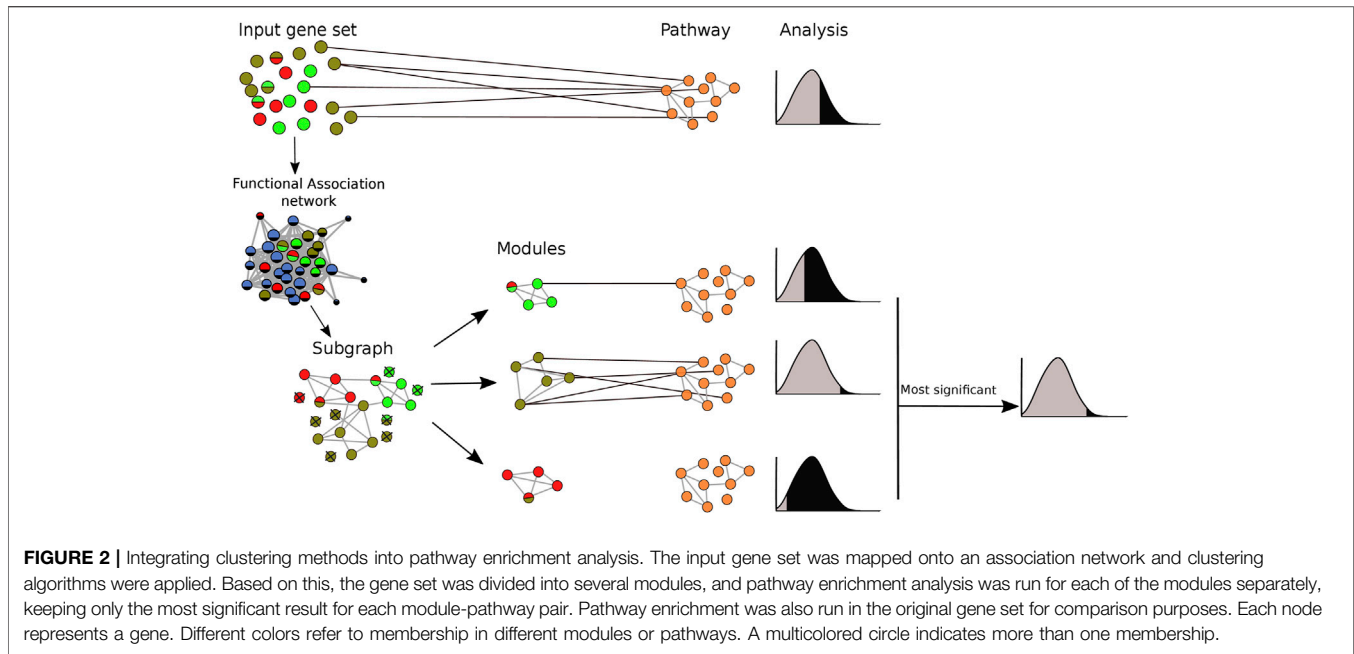 Input gene set
Pathway
Analysis
Functional Association
network
Modules
Subgraph
Most significant
FIGURE 2 | Integrating clustering methods into pathway enrichment analysis. The input gene set was mapped onto an association network and clustering
algorithms were applied. Based on this, the gene set was divided into several modules, and pathway enrichment analysis was run for each of the modules separately,
keeping only the most significant result for each module-pathway pair. Pathway enrichment was also run in the original gene set for comparison purposes. Each node
represents a gene. Different colors refer to membership in different modules or pathways. A multicolored circle indicates more than one membership.